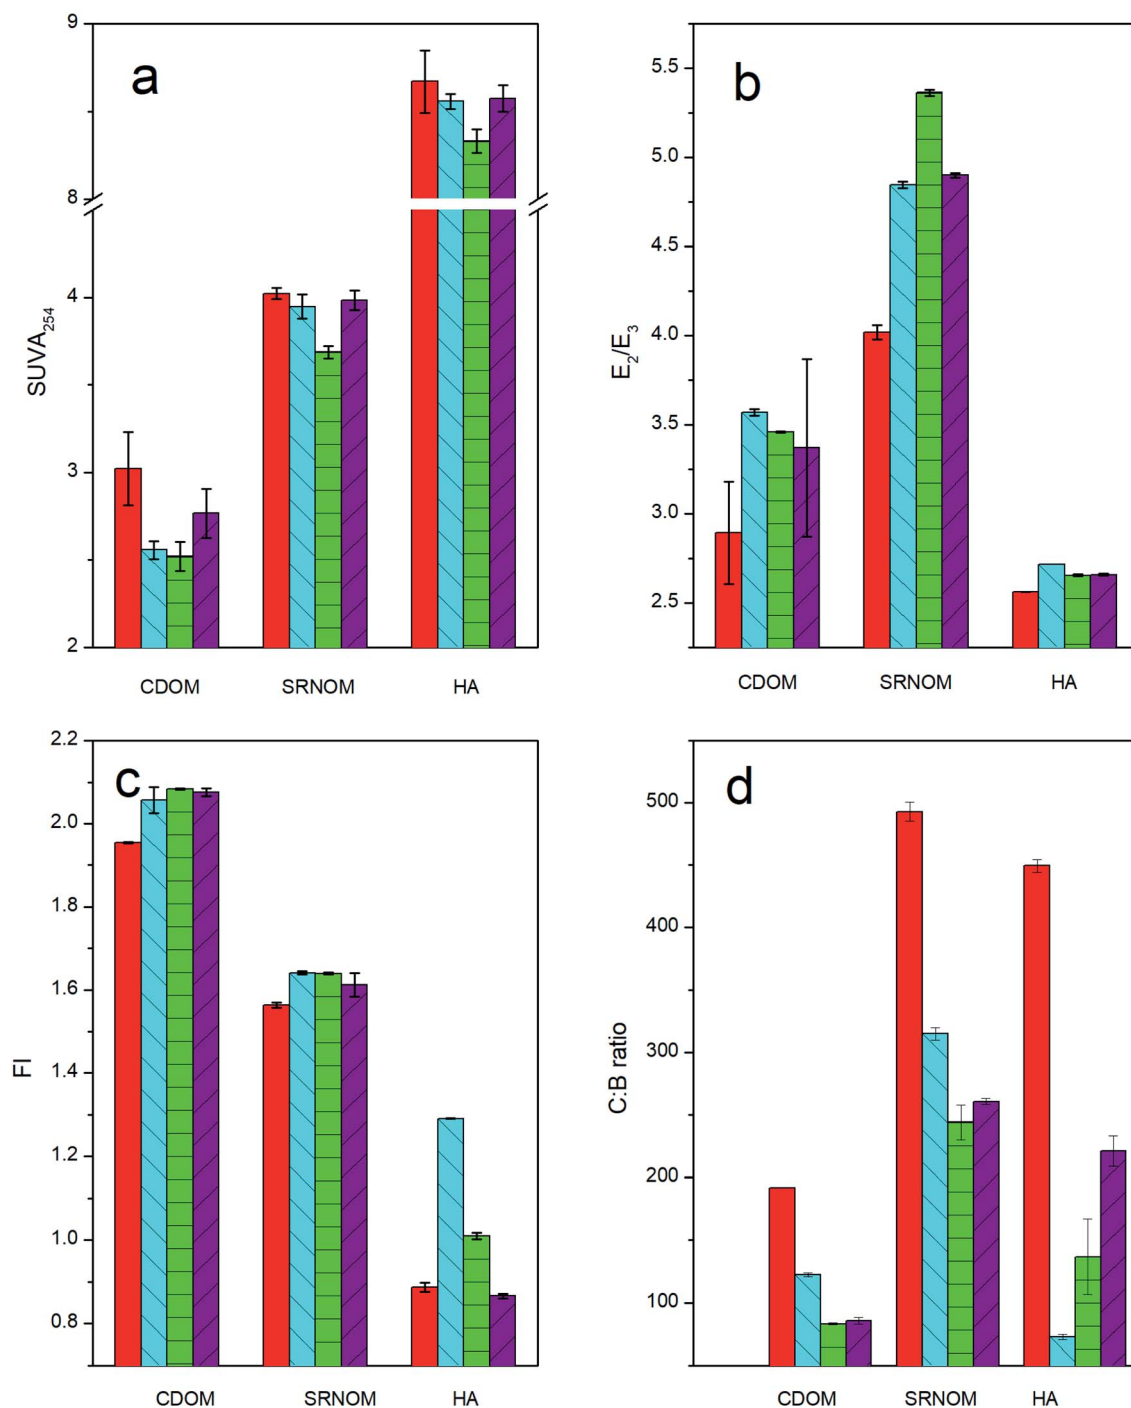 a
9
8
4
3
2
SUVA254
CDOM SRNOM HA
b
5.5
5.0
4.5
4.0
3.5
3.0
2.5
E2/E3
CDOM SRNOM HA
c
2.2
2.0
1.8
1.6
1.4
1.2
1.0
0.8
FI
CDOM SRNOM HA
d
500
400
300
200
100
C:B ratio
CDOM SRNOM HA